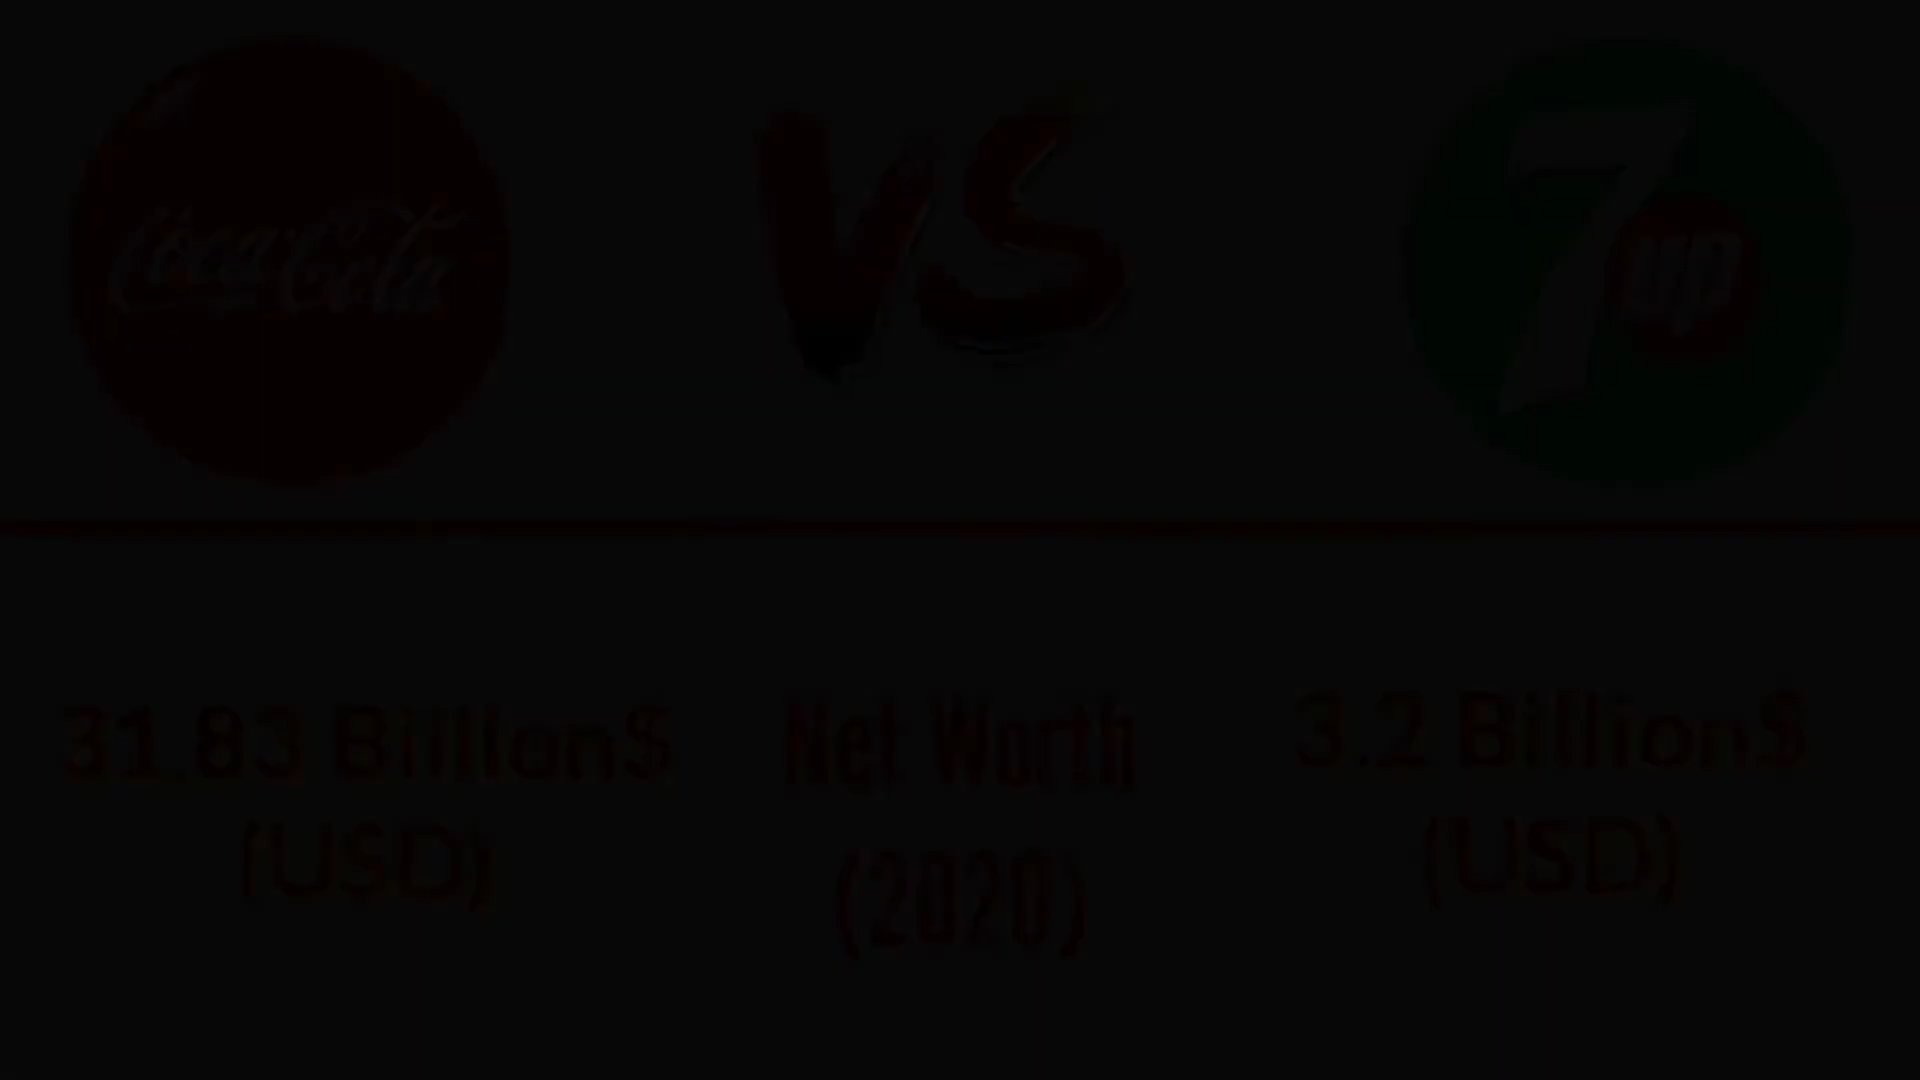 Coca-Cola
VS
7up
31.83 Billion$
(USD)
Net Worth
(2020)
3.2 Billion$
(USD)